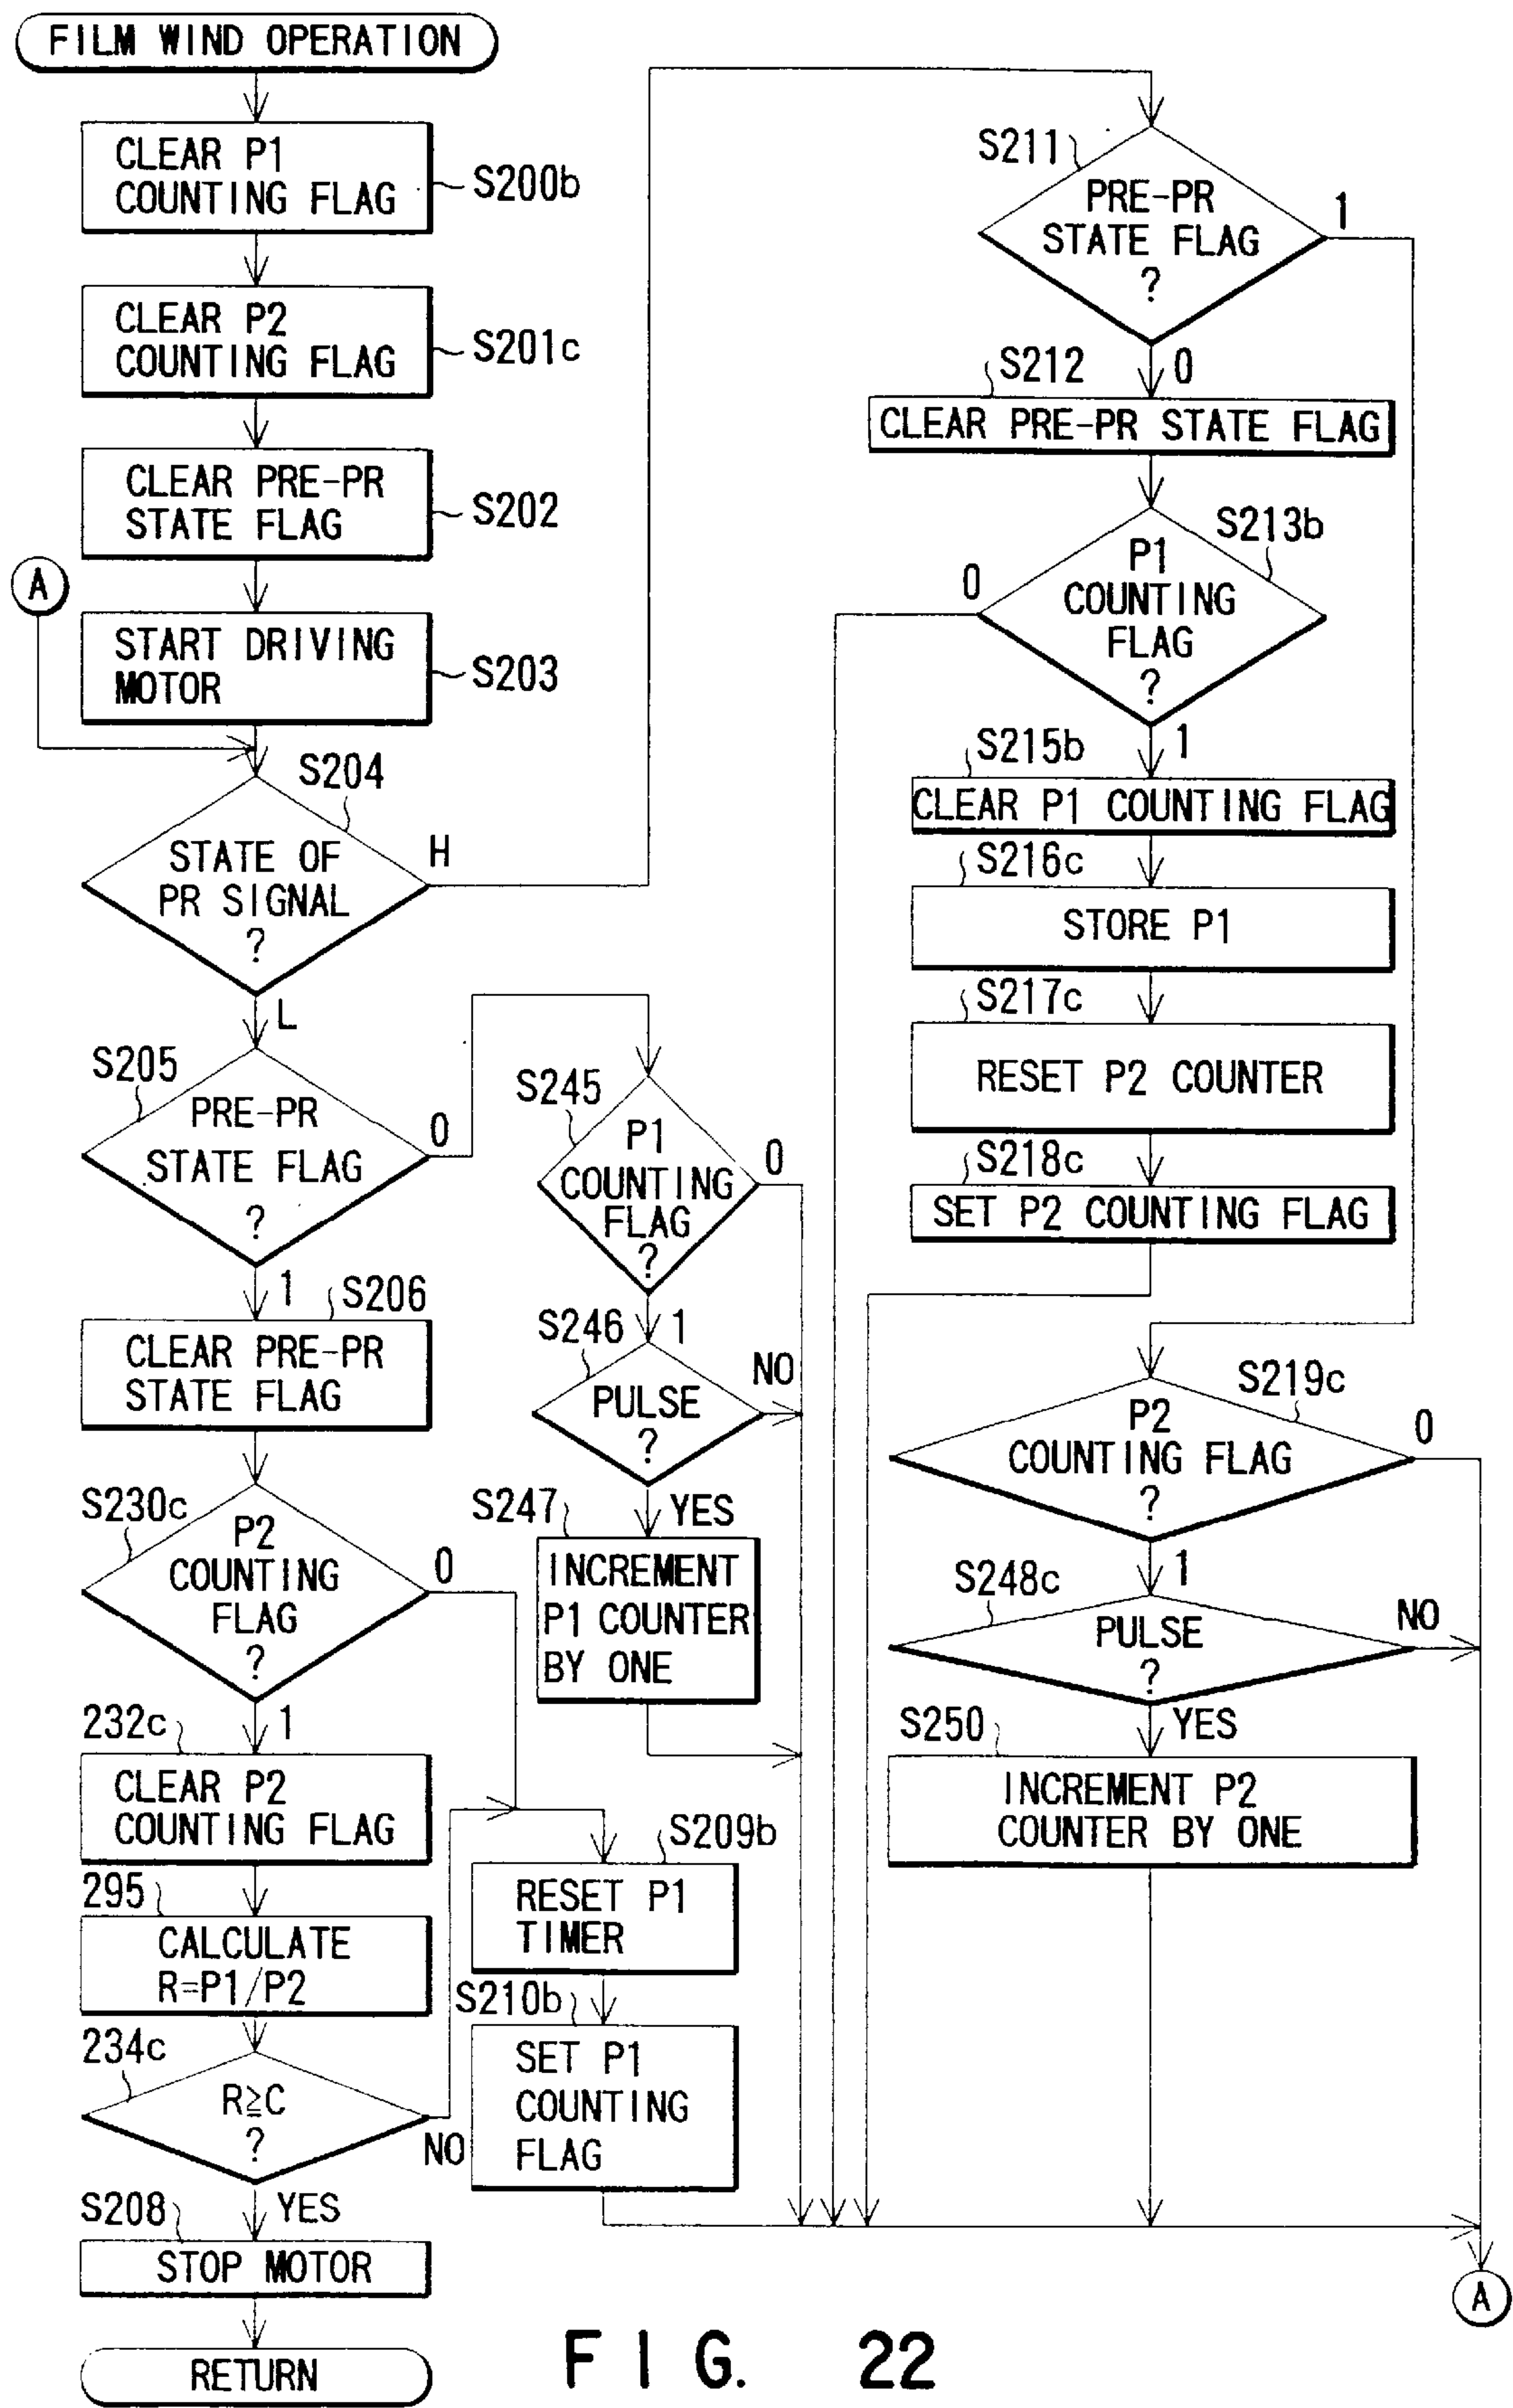 FILM WIND OPERATION
CLEAR P1
COUNTING FLAG
S200b
CLEAR P2
COUNTING FLAG
S201c
CLEAR PRE-PR
STATE FLAG
S202
A
START DRIVING
MOTOR
S203
S204
STATE OF
PR SIGNAL
?
H
L
S205
PRE-PR
STATE FLAG
?
0
1
S206
CLEAR PRE-PR
STATE FLAG
S230c
P2
COUNTING
FLAG
?
0
1
232c
CLEAR P2
COUNTING FLAG
295
CALCULATE
R=P1/P2
234c
R≧C
?
NO
YES
S208
STOP MOTOR
RETURN
S245
P1
COUNTING
FLAG
?
0
1
S246
PULSE
?
NO
YES
S247
INCREMENT
P1 COUNTER
BY ONE
S209b
RESET P1
TIMER
S210b
SET P1
COUNTING
FLAG
S211
PRE-PR
STATE FLAG
?
1
0
S212
CLEAR PRE-PR STATE FLAG
S213b
P1
COUNTING
FLAG
?
0
1
S215b
CLEAR P1 COUNTING FLAG
S216c
STORE P1
S217c
RESET P2 COUNTER
S218c
SET P2 COUNTING FLAG
S219c
P2
COUNTING FLAG
?
0
1
S248c
PULSE
?
NO
YES
S250
INCREMENT P2
COUNTER BY ONE
A
FIG. 22